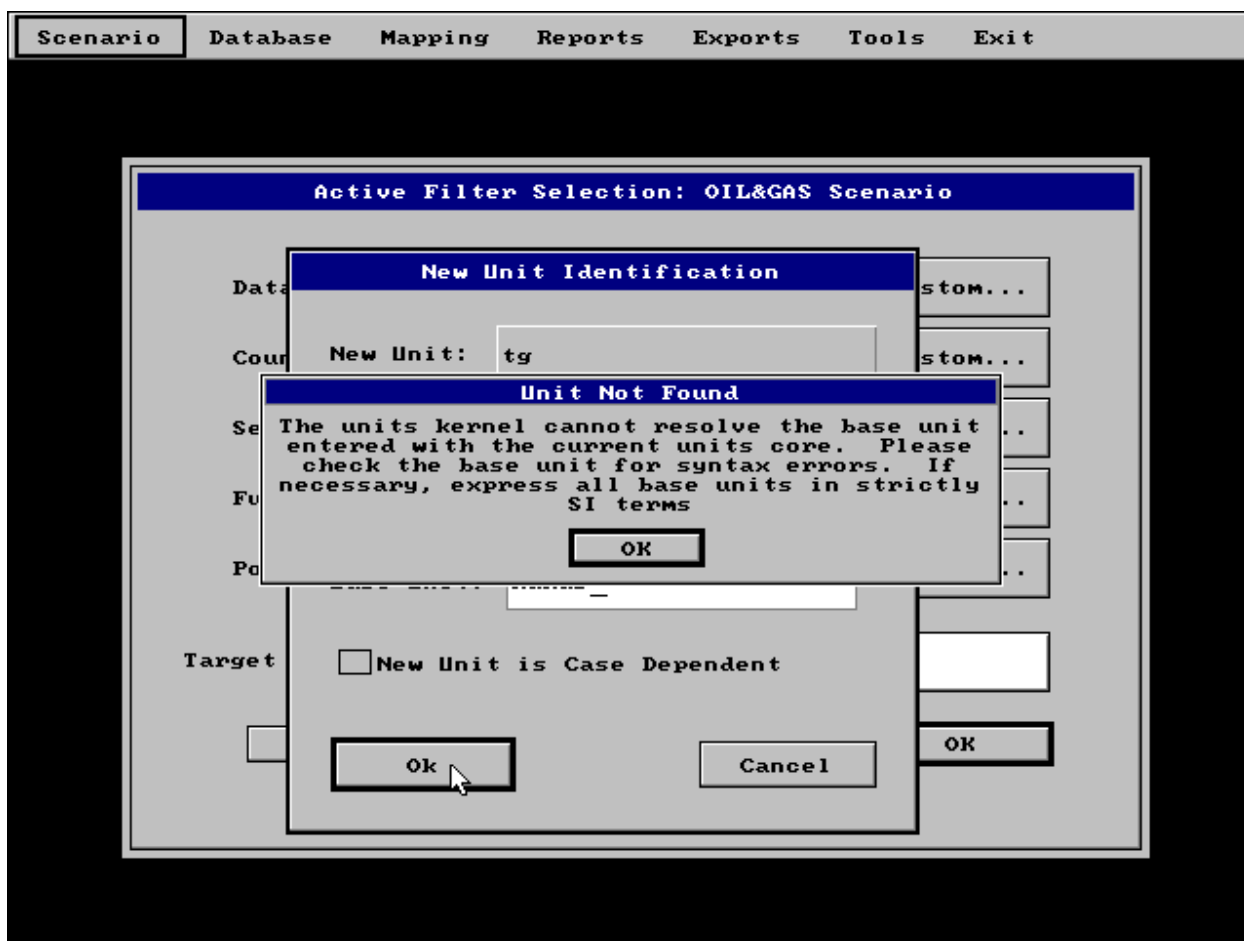 Scenario Database Mapping Reports Exports Tools Exit
Active Filter Selection: OIL&GAS Scenario
New Unit Identification
stom...
New Unit: tg
stom...
Unit Not Found
The units kernel cannot resolve the base unit
entered with the current units core. Please
check the base unit for syntax errors. If
necessary, express all base units in strictly
SI terms
OK
Target
New Unit is Case Dependent
OK
Ok
Cancel